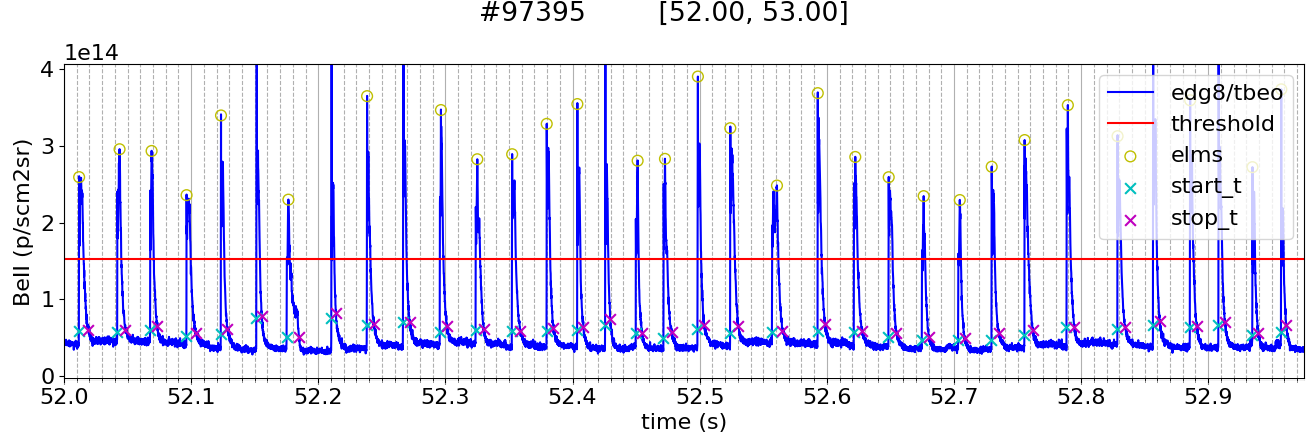 #97395 [52.00, 53.00]
1e14
4
3
2
1
0
BeII (p/scm2sr)
edg8/tbeo
threshold
elms
start_t
stop_t
52.0 52.1 52.2 52.3 52.4 52.5 52.6 52.7 52.8 52.9
time (s)